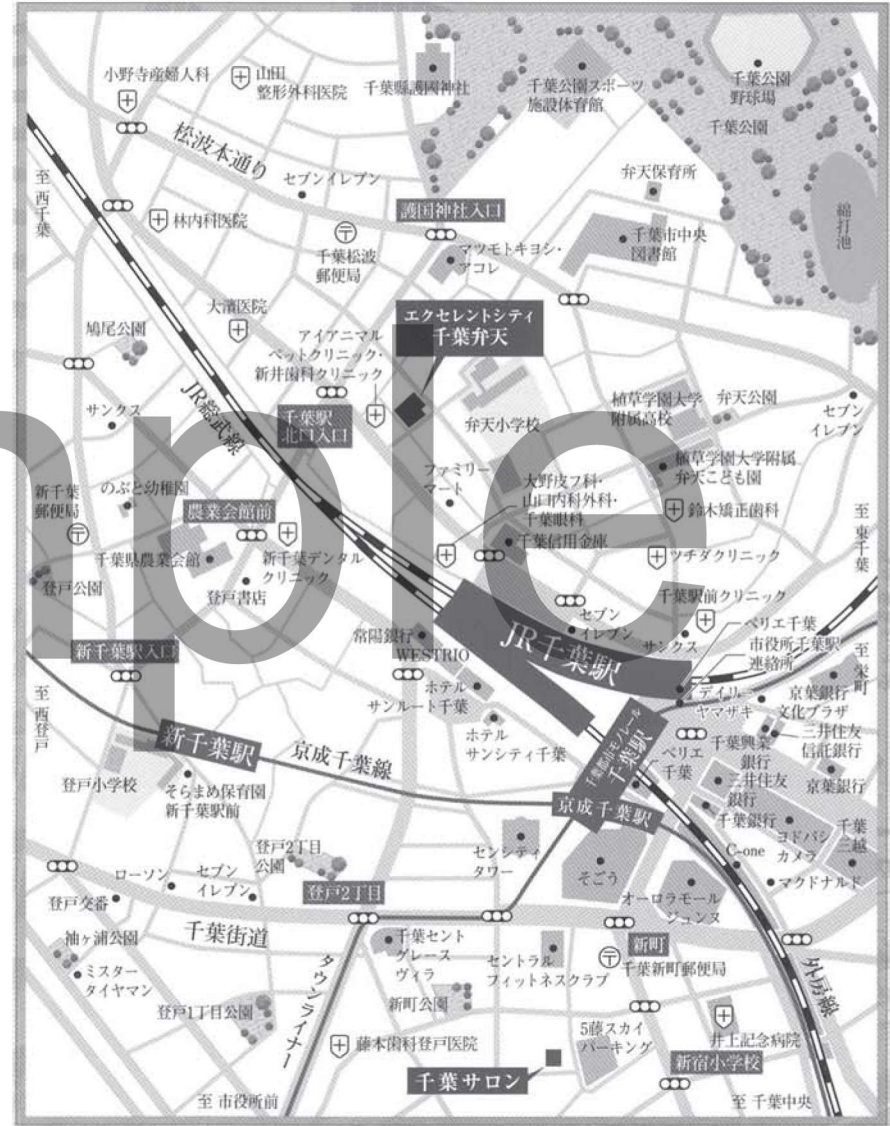 小野寺産婦人科
山田
整形外科医院
千葉縣護國神社
千葉公園スポーツ
施設体育館
千葉公園
野球場
千葉公園
松波本通り
セブンイレブン
弁天保育所
至 西千葉
林内科医院
護国神社入口
千葉松波
郵便局
マツモトキヨシ・
アコレ
千葉市中央
図書館
綿打池
大濱医院
エクセレントシティ
千葉弁天
鳩尾公園
アイアニマル
ペットクリニック・
新井歯科クリニック
JR総武線
サンクス
千葉駅
北口入口
弁天小学校
植草学園大学
附属高校
弁天公園
セブン
イレブン
新千葉
郵便局
のぶと幼稚園
農業会館前
ファミリー
マート
大野皮フ科・
山口内科外科・
千葉眼科
植草学園大学附属
弁天こども園
鈴木矯正歯科
至 東千葉
千葉県農業会館
新千葉デンタル
クリニック
千葉信用金庫
ツチダクリニック
登戸公園
登戸書店
千葉駅前クリニック
セブン
イレブン
サンクス
ペリエ千葉
市役所千葉駅
連絡所
常陽銀行
WESTRIO
JR千葉駅
新千葉駅入口
至 栄町
ホテル
サンルート千葉
デイリー
ヤマザキ
京葉銀行
文化プラザ
至 西登戸
ホテル
サンシティ千葉
千葉都市モノレール
千葉駅
三井住友
信託銀行
新千葉駅
京成千葉線
ペリエ
千葉
千葉興業
銀行
三井住友
銀行
京葉銀行
登戸小学校
そらまめ保育園
新千葉駅前
京成千葉駅
千葉銀行
ヨドバシ
カメラ
千葉
三越
C-one
マクドナルド
登戸2丁目
公園
センシティ
タワー
そごう
オーロラモール
ジュンヌ
ローソン
セブン
イレブン
登戸2丁目
登戸交番
千葉街道
新町
袖ヶ浦公園
ミスター
タイヤマン
千葉セント
グレース
ヴィラ
セントラル
フィットネスクラブ
千葉新町郵便局
外房線
タウンライナー
登戸1丁目公園
新町公園
5藤スカイ
パーキング
井上記念病院
藤本歯科登戸医院
新宿小学校
千葉サロン
至 市役所前
至 千葉中央
mple